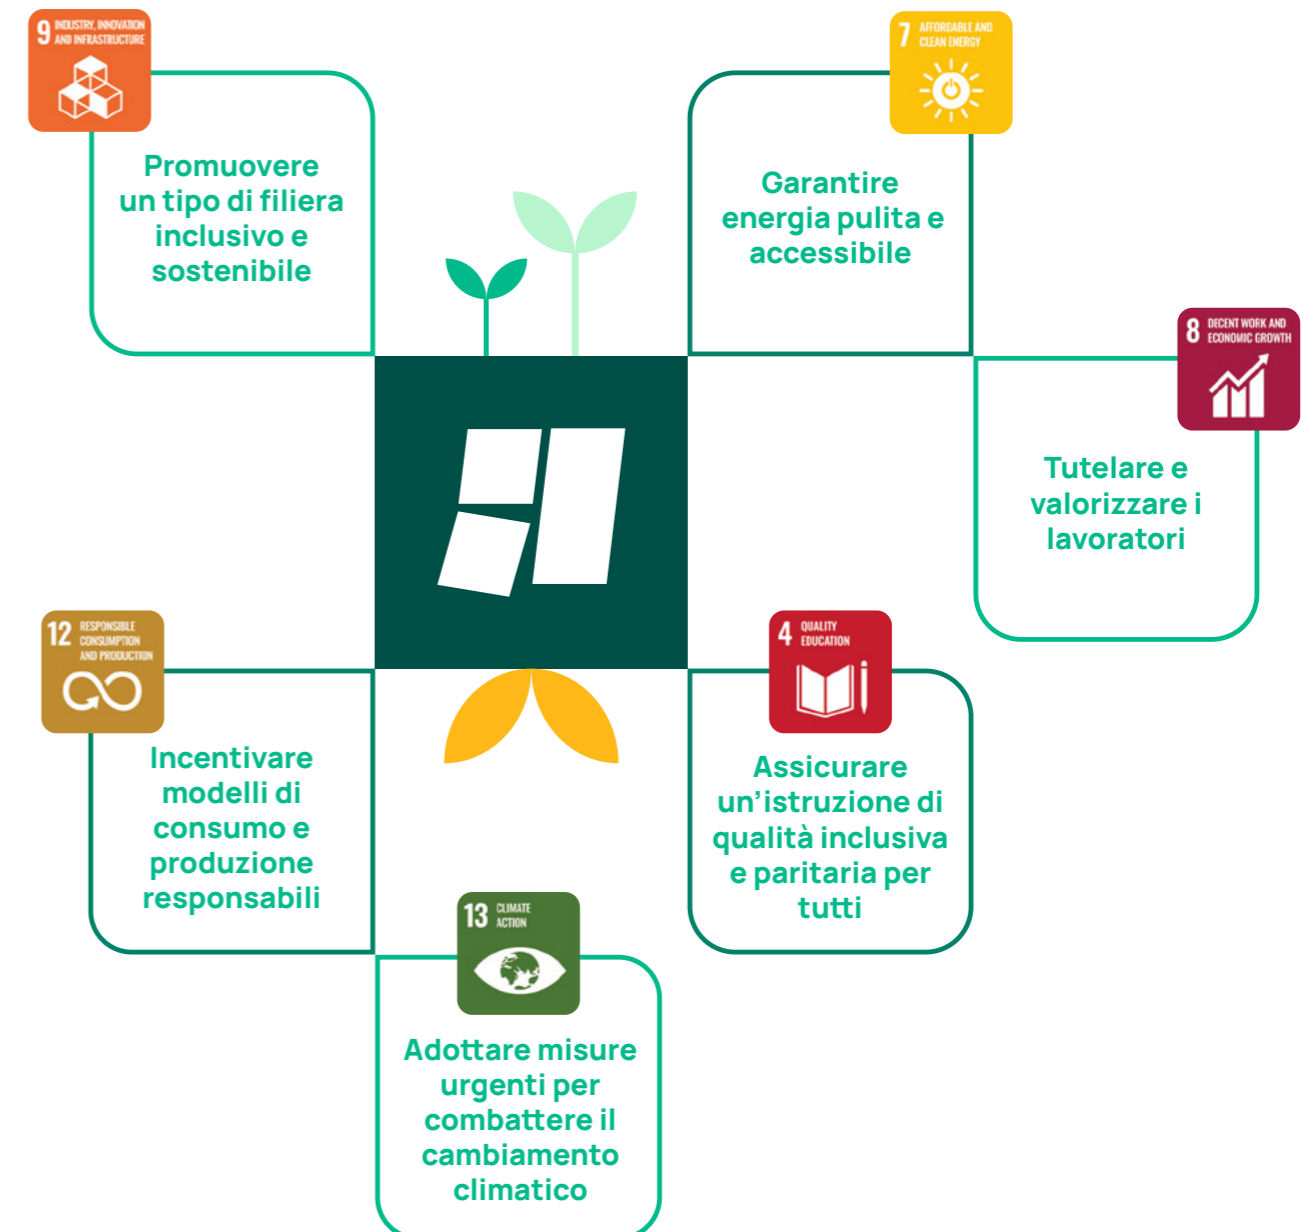 9 INDUSTRY, INNOVATION
AND INFRASTRUCTURE
Promuovere
un tipo di filiera
inclusivo e
sostenibile
7 AFFORDABLE AND
CLEAN ENERGY
Garantire
energia pulita e
accessibile
8 DECENT WORK AND
ECONOMIC GROWTH
Tutelare e
valorizzare i
lavoratori
12 RESPONSIBLE
CONSUMPTION
AND PRODUCTION
Incentivare
modelli di
consumo e
produzione
responsabili
4 QUALITY
EDUCATION
Assicurare
un’istruzione di
qualità inclusiva
e paritaria per
tutti
13 CLIMATE
ACTION
Adottare misure
urgenti per
combattere il
cambiamento
climatico